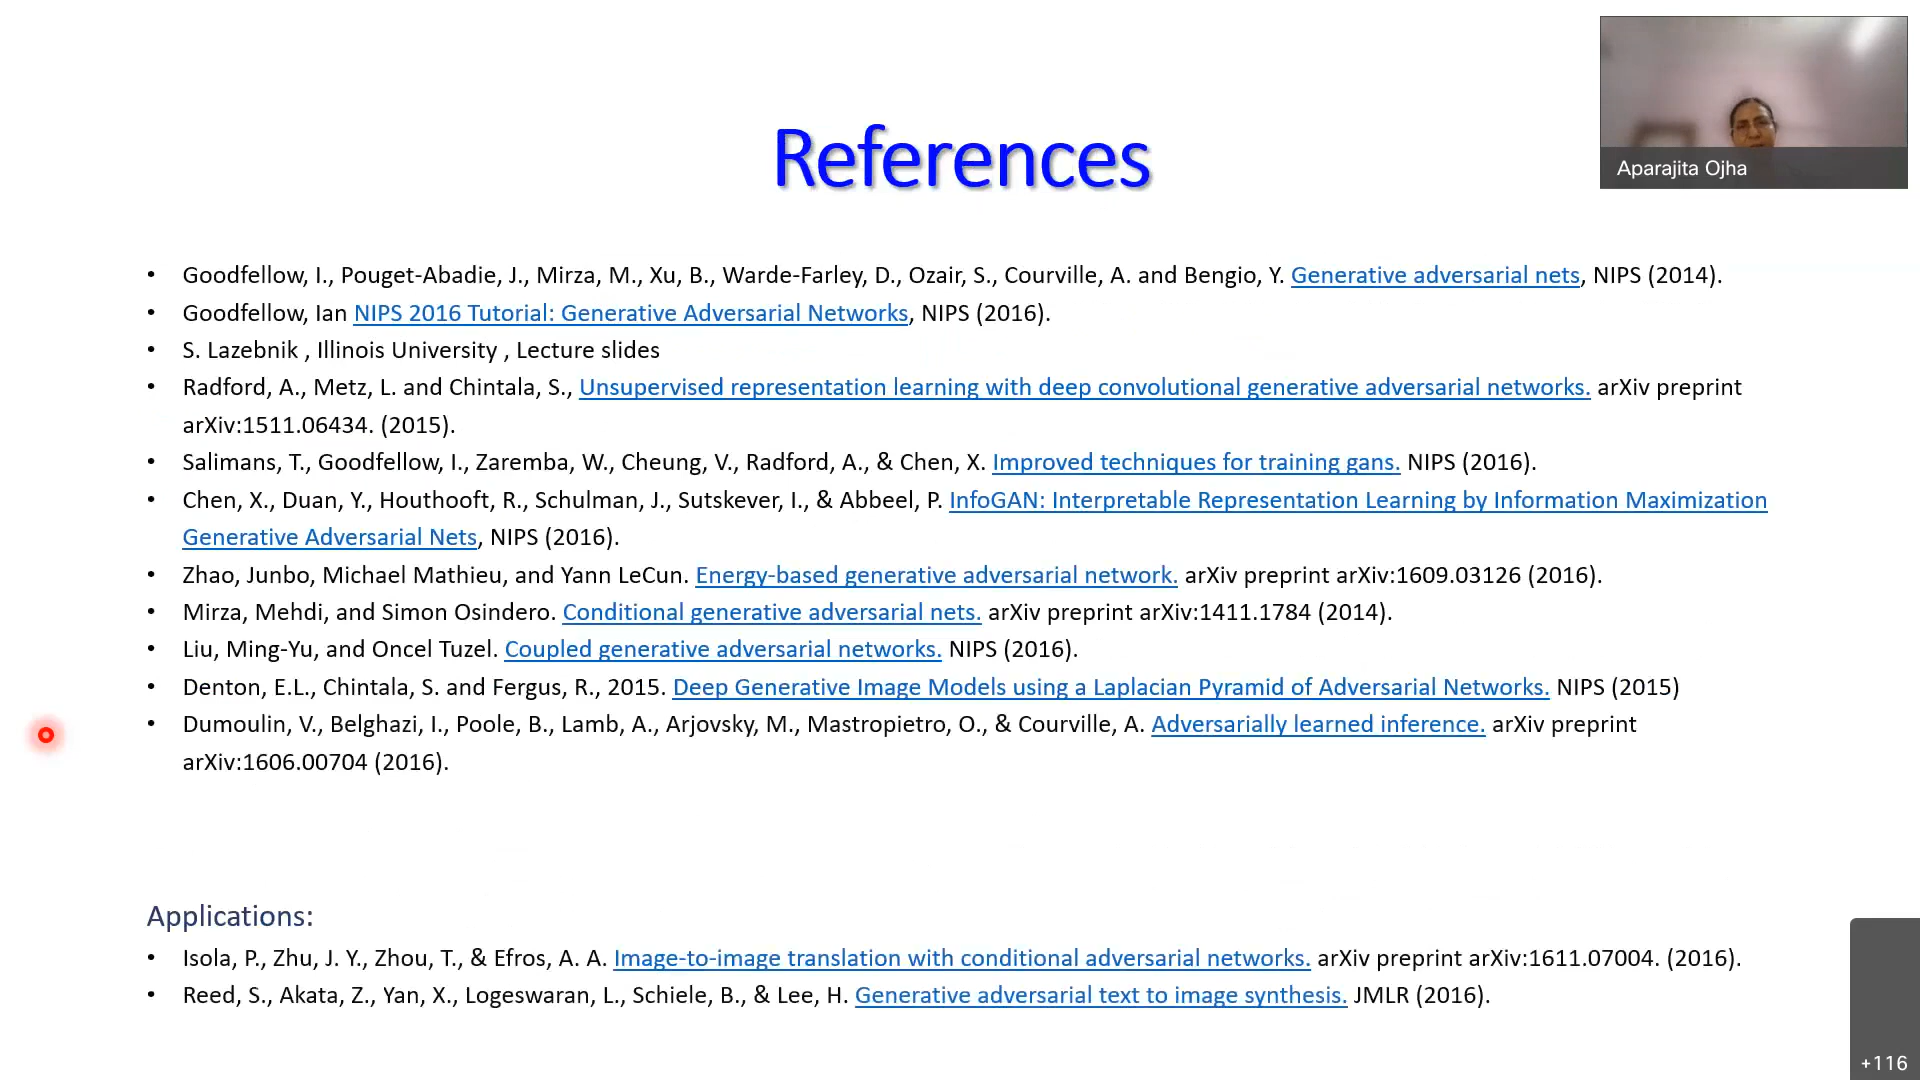 References
Aparajita Ojha
• Goodfellow, I., Pouget-Abadie, J., Mirza, M., Xu, B., Warde-Farley, D., Ozair, S., Courville, A. and Bengio, Y. Generative adversarial nets, NIPS (2014).
• Goodfellow, Ian NIPS 2016 Tutorial: Generative Adversarial Networks, NIPS (2016).
• S. Lazebnik , Illinois University , Lecture slides
• Radford, A., Metz, L. and Chintala, S., Unsupervised representation learning with deep convolutional generative adversarial networks. arXiv preprint
arXiv:1511.06434. (2015).
• Salimans, T., Goodfellow, I., Zaremba, W., Cheung, V., Radford, A., & Chen, X. Improved techniques for training gans. NIPS (2016).
• Chen, X., Duan, Y., Houthooft, R., Schulman, J., Sutskever, I., & Abbeel, P. InfoGAN: Interpretable Representation Learning by Information Maximization
Generative Adversarial Nets, NIPS (2016).
• Zhao, Junbo, Michael Mathieu, and Yann LeCun. Energy-based generative adversarial network. arXiv preprint arXiv:1609.03126 (2016).
• Mirza, Mehdi, and Simon Osindero. Conditional generative adversarial nets. arXiv preprint arXiv:1411.1784 (2014).
• Liu, Ming-Yu, and Oncel Tuzel. Coupled generative adversarial networks. NIPS (2016).
• Denton, E.L., Chintala, S. and Fergus, R., 2015. Deep Generative Image Models using a Laplacian Pyramid of Adversarial Networks. NIPS (2015)
• Dumoulin, V., Belghazi, I., Poole, B., Lamb, A., Arjovsky, M., Mastropietro, O., & Courville, A. Adversarially learned inference. arXiv preprint
arXiv:1606.00704 (2016).
Applications:
• Isola, P., Zhu, J. Y., Zhou, T., & Efros, A. A. Image-to-image translation with conditional adversarial networks. arXiv preprint arXiv:1611.07004. (2016).
• Reed, S., Akata, Z., Yan, X., Logeswaran, L., Schiele, B., & Lee, H. Generative adversarial text to image synthesis. JMLR (2016).
+116